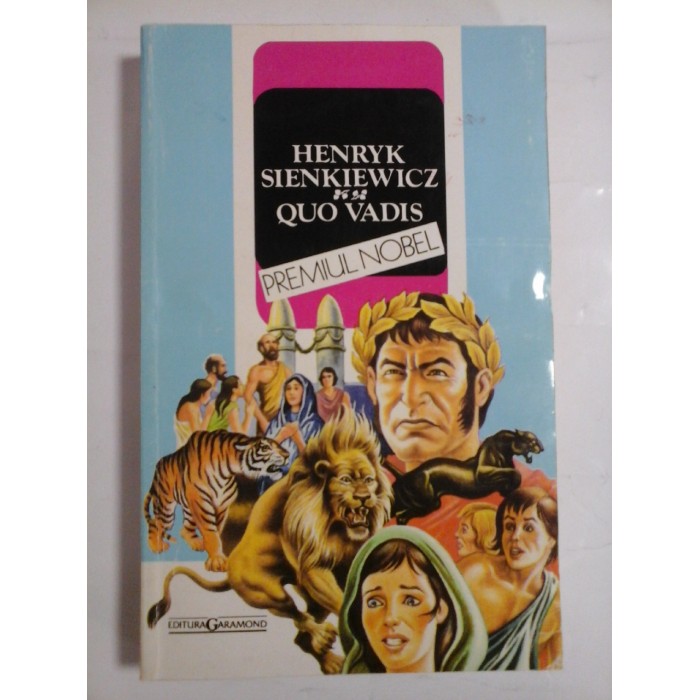 HENRYK
SIENKIEWICZ
QUO VADIS
PREMIUL NOBEL
EDITURA GARAMOND